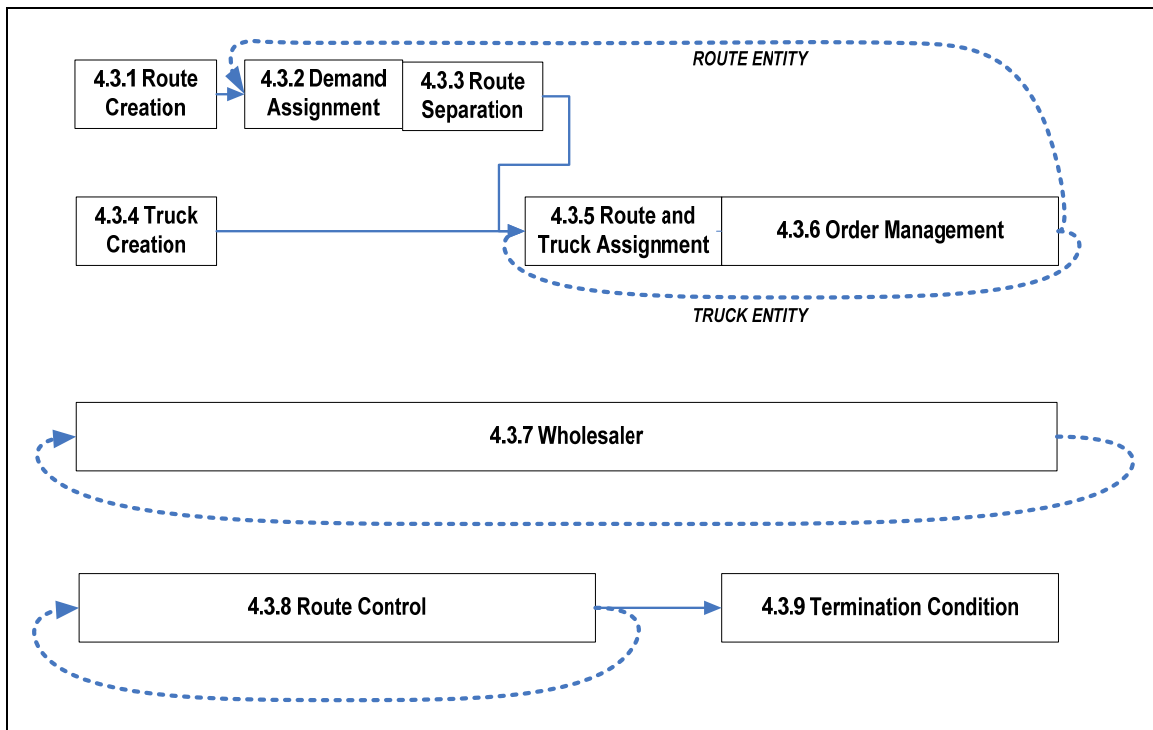 ROUTE ENTITY
4.3.1 Route
Creation
4.3.2 Demand
Assignment
4.3.3 Route
Separation
4.3.4 Truck
Creation
4.3.5 Route and
Truck Assignment
4.3.6 Order Management
TRUCK ENTITY
4.3.7 Wholesaler
4.3.8 Route Control
4.3.9 Termination Condition